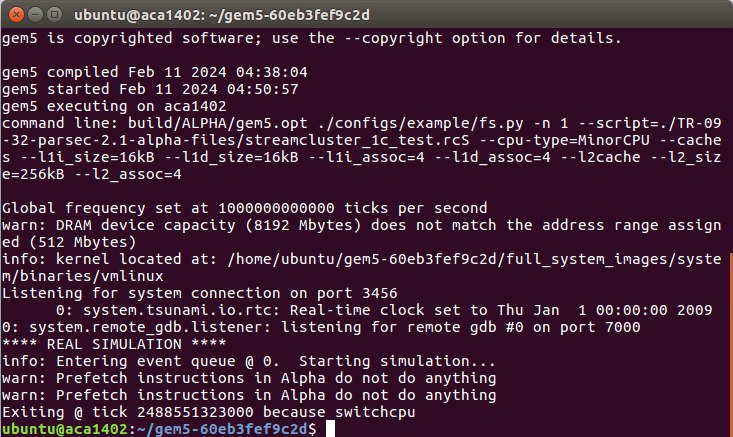 ubuntu@aca1402: ~/gem5-60eb3fef9c2d
gem5 is copyrighted software; use the --copyright option for details.
gem5 compiled Feb 11 2024 04:38:04
gem5 started Feb 11 2024 04:50:57
gem5 executing on aca1402
command line: build/ALPHA/gem5.opt ./configs/example/fs.py -n 1 --script=./TR-09
-32-parsec-2.1-alpha-files/streamcluster_1c_test.rcS --cpu-type=MinorCPU --cache
s --l1i_size=16kB --l1d_size=16kB --l1i_assoc=4 --l1d_assoc=4 --l2cache --l2_siz
e=256kB --l2_assoc=4
Global frequency set at 1000000000000 ticks per second
warn: DRAM device capacity (8192 Mbytes) does not match the address range assign
ed (512 Mbytes)
info: kernel located at: /home/ubuntu/gem5-60eb3fef9c2d/full_system_images/syste
m/binaries/vmlinux
Listening for system connection on port 3456
      0: system.tsunami.io.rtc: Real-time clock set to Thu Jan  1 00:00:00 2009
0: system.remote_gdb.listener: listening for remote gdb #0 on port 7000
**** REAL SIMULATION ****
info: Entering event queue @ 0.  Starting simulation...
warn: Prefetch instructions in Alpha do not do anything
warn: Prefetch instructions in Alpha do not do anything
Exiting @ tick 2488551323000 because switchcpu
ubuntu@aca1402:~/gem5-60eb3fef9c2d$